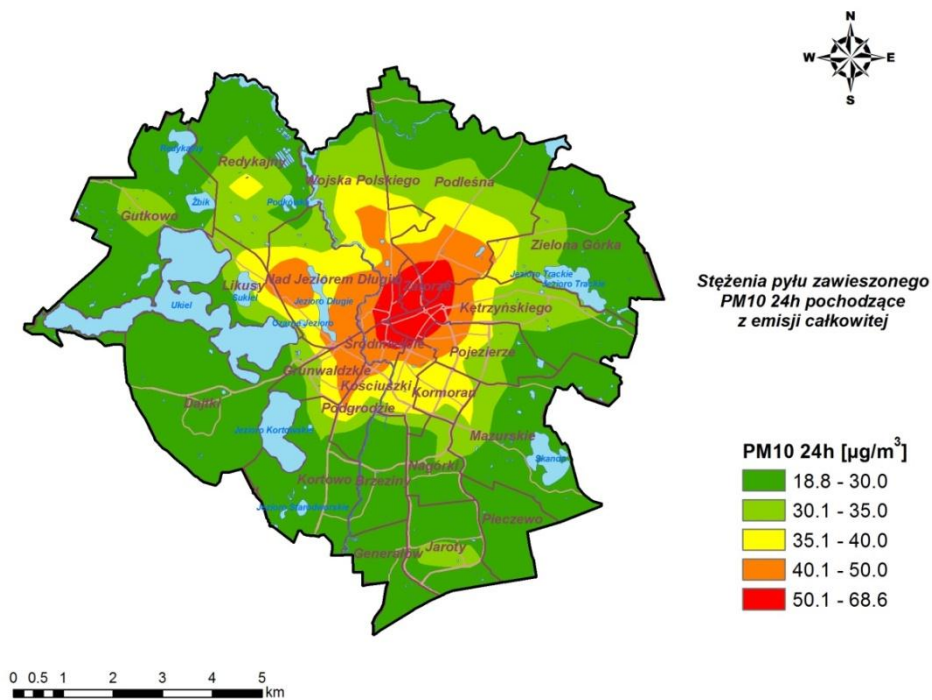 N
W E
S
Redykajny
Redykajny
Wojska Polskiego
Podleśna
Żbik
Podkówka
Gutkowo
Zielona Górka
Jezioro Trackie
Jezioro Trackie
Nad Jeziorem Długim
Likusy
Sukiel
Ukiel
Jezioro Długie
Zatorze
Kętrzyńskiego
Czarne Jezioro
Śródmieście
Pojezierze
Grunwaldzkie
Kościuszki
Kormoran
Dajtki
Podgrodzie
Jezioro Kortowskie
Mazurskie
Skanda
Nagórki
Kortowo
Brzeziny
Pieczewo
Generałów
Jaroty
Stężenia pyłu zawieszonego
PM10 24h pochodzące
z emisji całkowitej
PM10 24h [µg/m³]
18.8 - 30.0
30.1 - 35.0
35.1 - 40.0
40.1 - 50.0
50.1 - 68.6
0 0.5 1 2 3 4 5
km